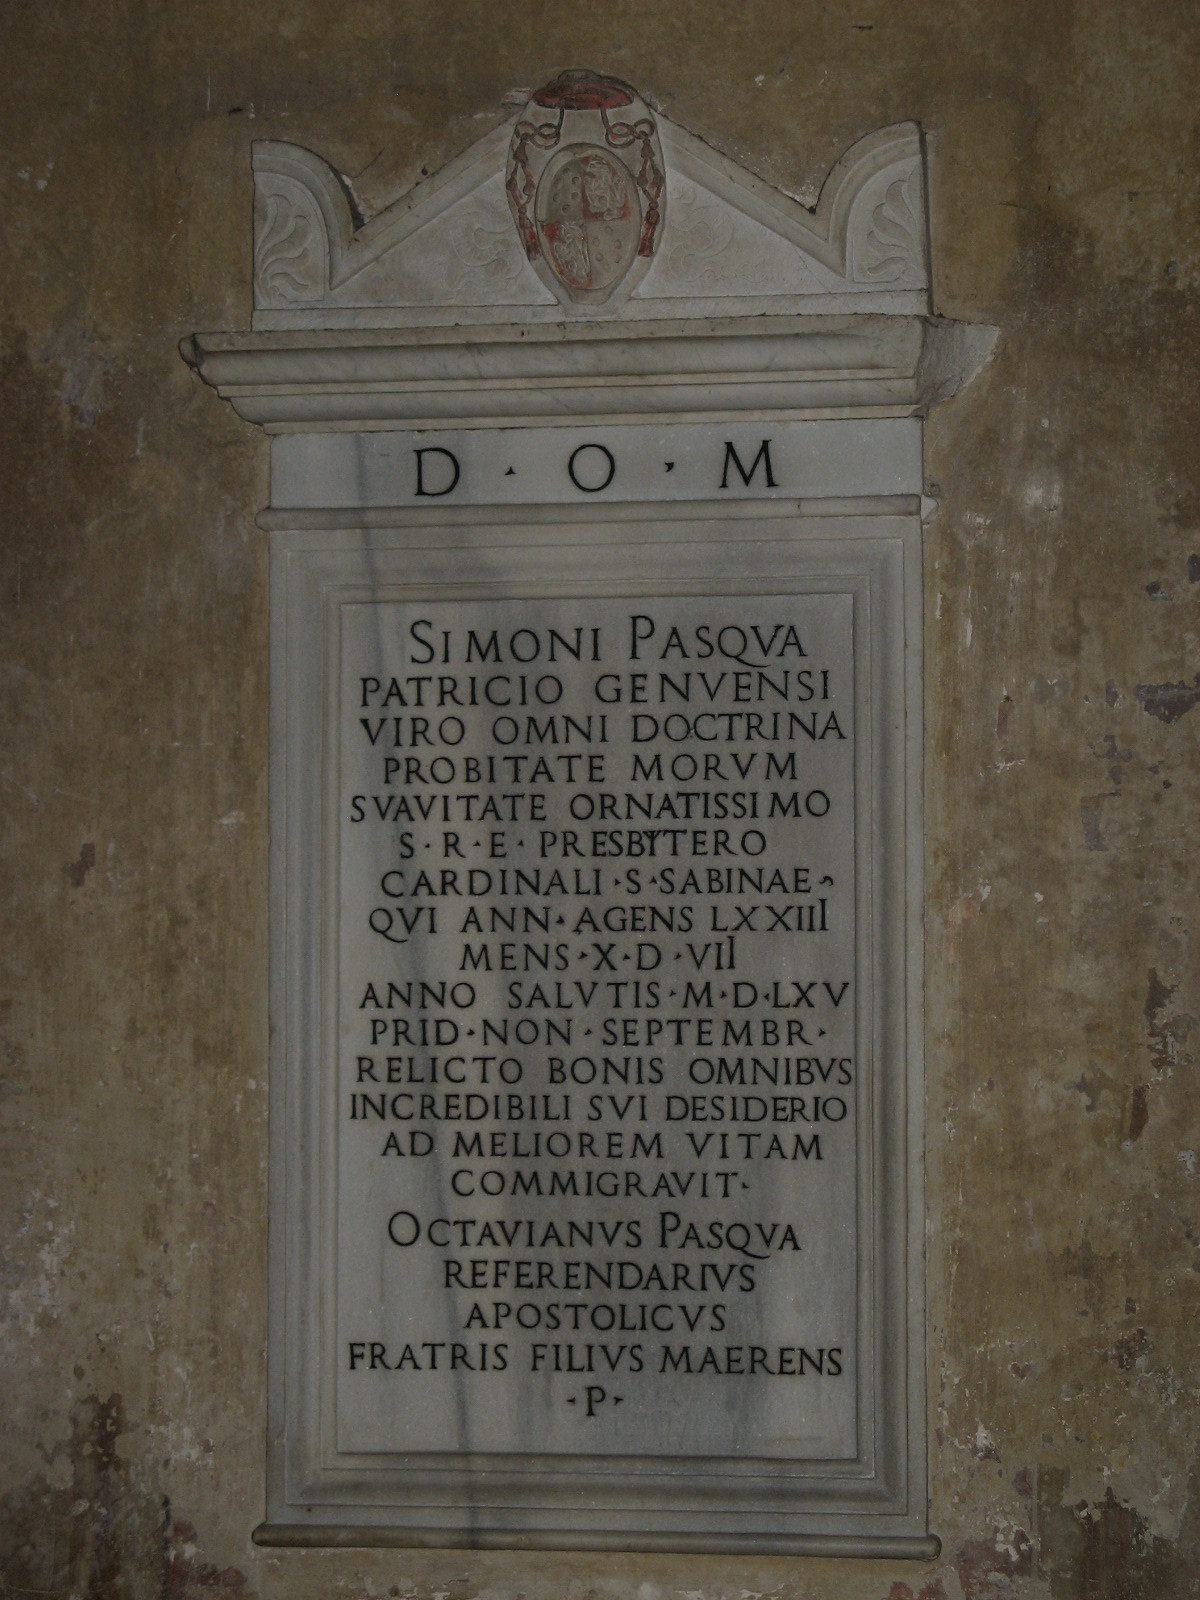 D · O · M
SIMONI PASQVA
PATRICIO GENVENSI
VIRO OMNI DOCTRINA
PROBITATE MORVM
SVAVITATE ORNATISSIMO
S · R · E · PRESBYTERO
CARDINALI · S · SABINAE
QVI ANN · AGENS LXXIII
MENS · X · D · VII
ANNO SALVTIS · M · D · LXV
PRID · NON · SEPTEMBR ·
RELICTO BONIS OMNIBVS
INCREDIBILI SVI DESIDERIO
AD MELIOREM VITAM
COMMIGRAVIT ·
OCTAVIANVS PASQVA
REFERENDARIVS
APOSTOLICVS
FRATRIS FILIVS MAERENS
· P ·